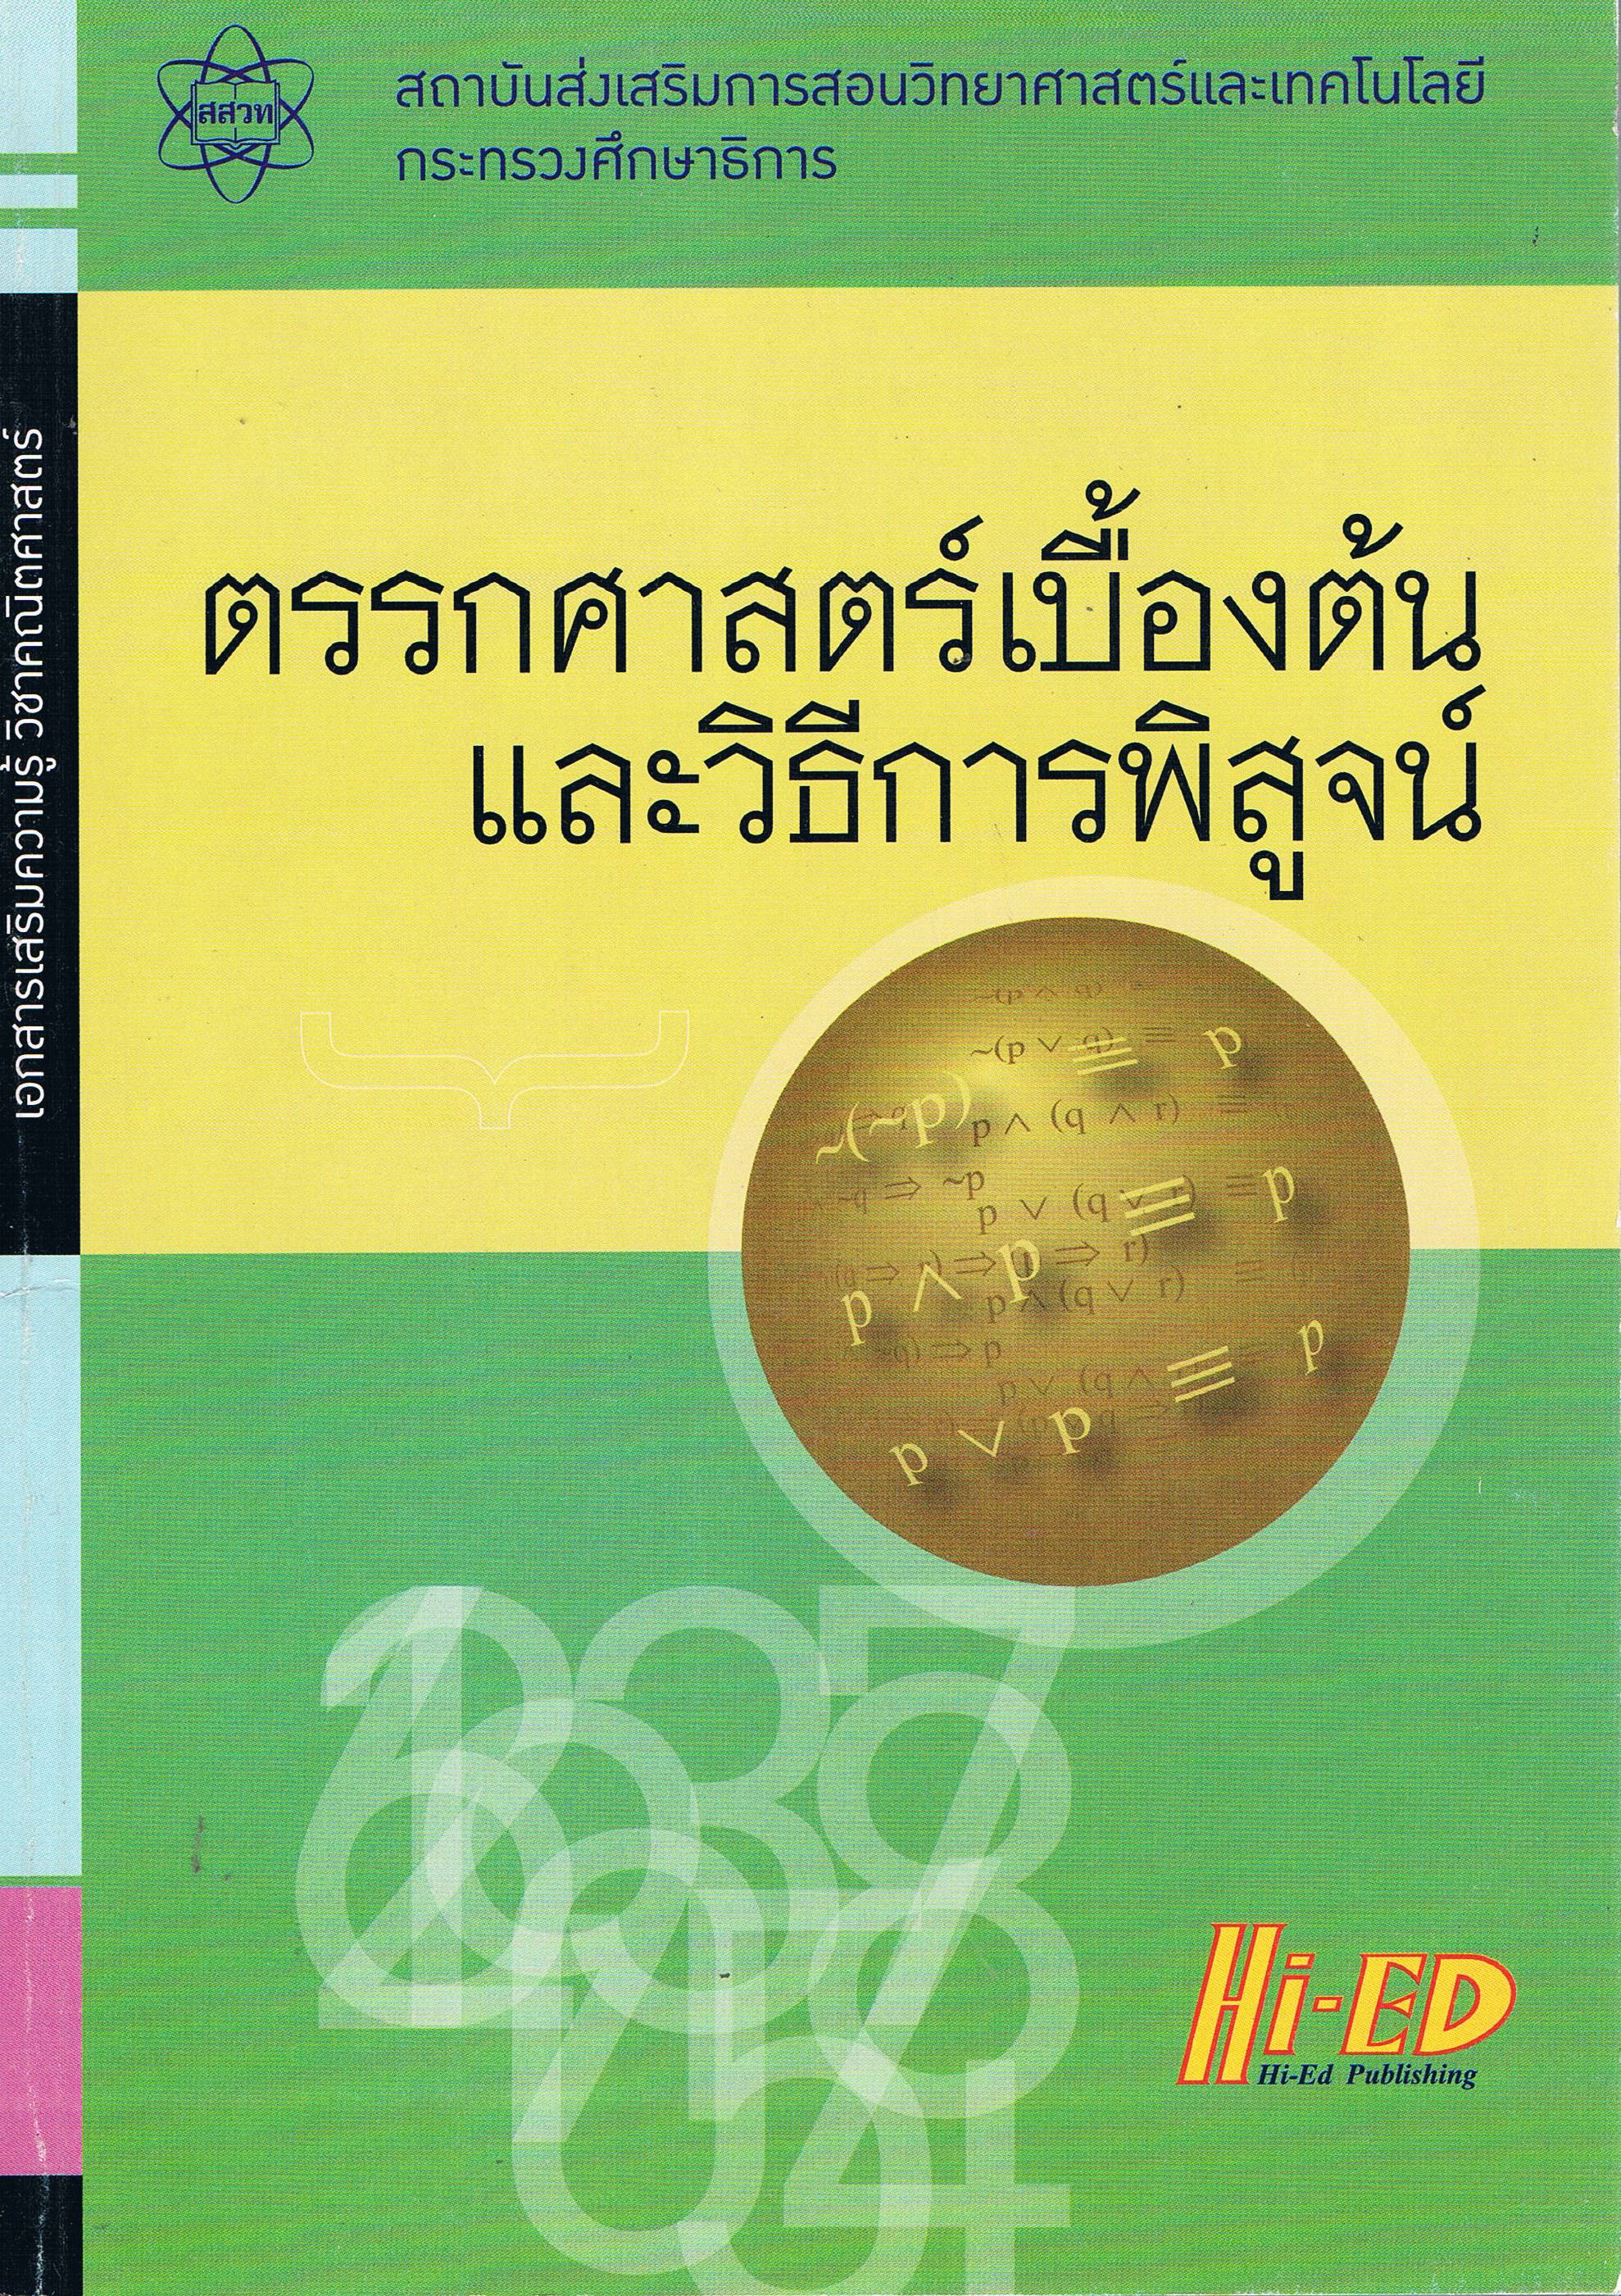 สสวท
สถาบันส่งเสริมการสอนวิทยาศาสตร์และเทคโนโลยี
กระทรวงศึกษาธิการ
เอกสารเสริมความรู้ วิชาคณิตศาสตร์
ตรรกศาสตร์เบื้องต้น
และวิธีการพิสูจน์
~(p ∧ q)
~(p ∨ q) ≡
~(~p) ≡ p
p ∧ (q ∧ r) ≡
~q ⇒ ~p
p ∨ (q ∨ r) ≡
p ∧ p ≡ p
p ∧ (q ∨ r) ≡
~q) ⇒ p
p ∨ (q ∧
p ∨ p ≡ p
Hi-ED
Hi-Ed Publishing